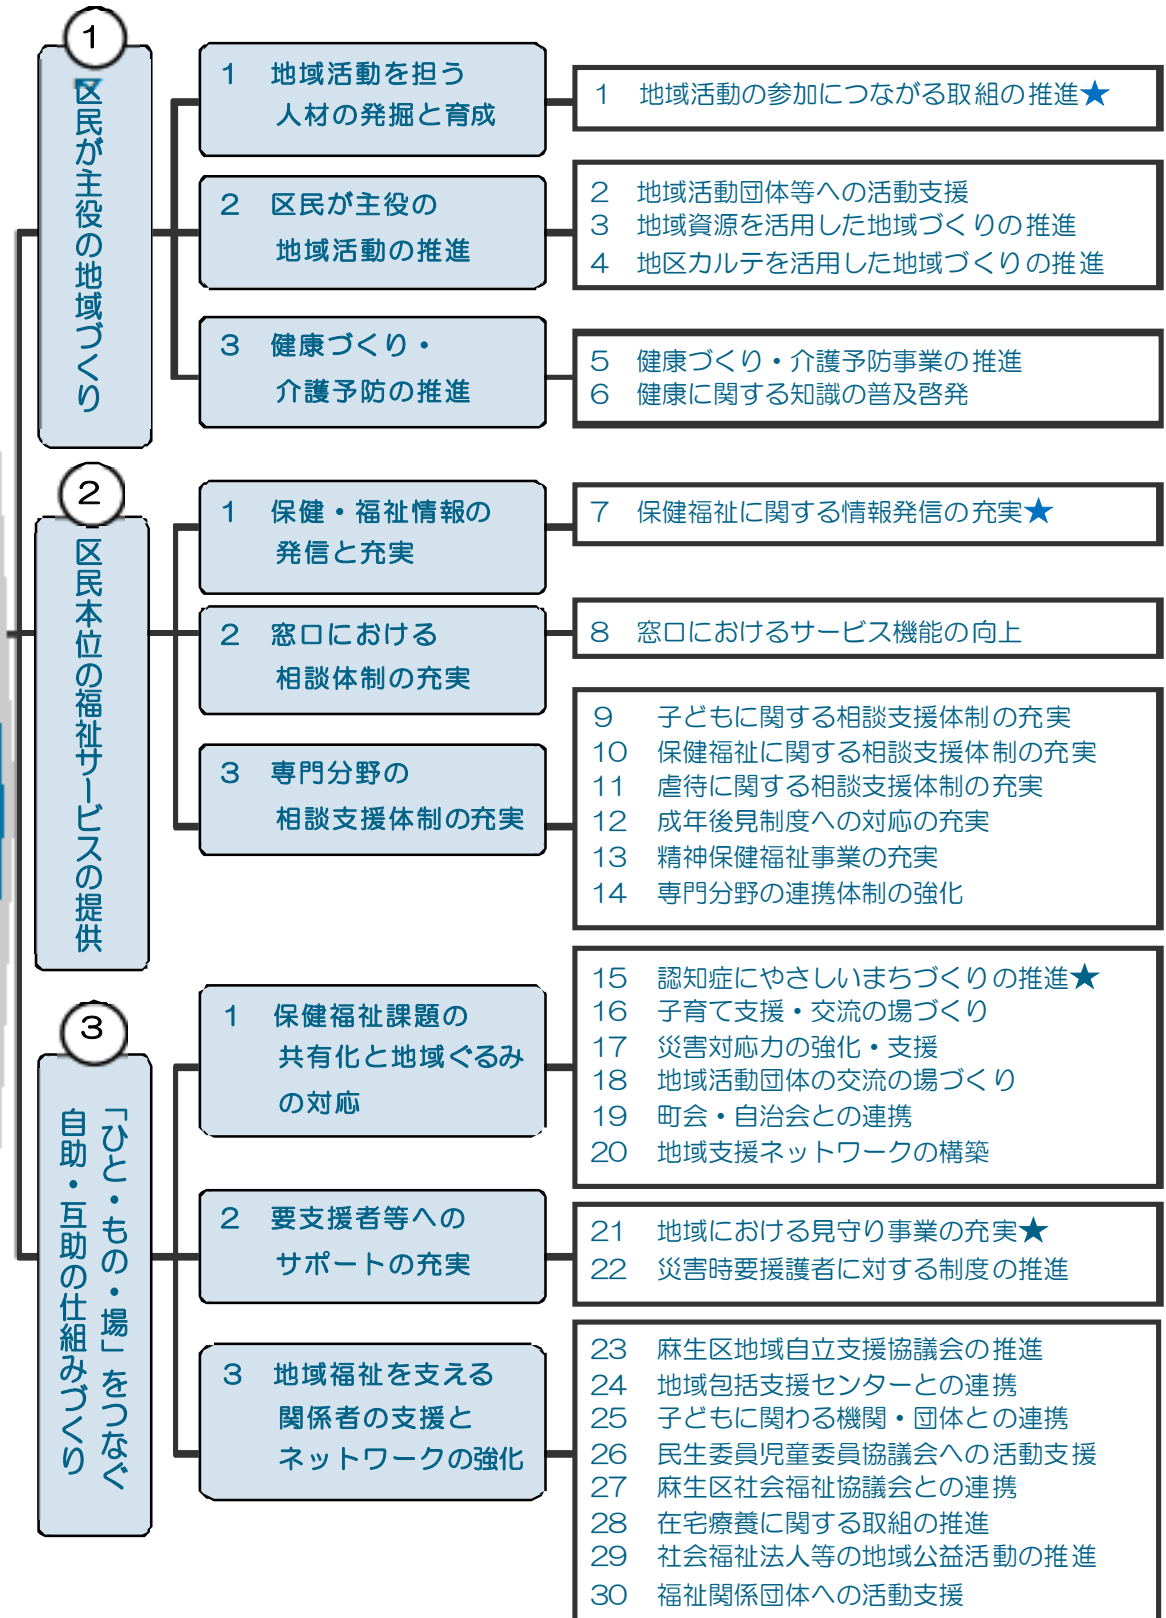 1
区民が主役の地域づくり
1 地域活動を担う
人材の発掘と育成
1 地域活動の参加につながる取組の推進★
2 区民が主役の
地域活動の推進
2 地域活動団体等への活動支援
3 地域資源を活用した地域づくりの推進
4 地区カルテを活用した地域づくりの推進
3 健康づくり・
介護予防の推進
5 健康づくり・介護予防事業の推進
6 健康に関する知識の普及啓発
2
区民本位の福祉サービスの提供
1 保健・福祉情報の
発信と充実
7 保健福祉に関する情報発信の充実★
2 窓口における
相談体制の充実
8 窓口におけるサービス機能の向上
3 専門分野の
相談支援体制の充実
9 子どもに関する相談支援体制の充実
10 保健福祉に関する相談支援体制の充実
11 虐待に関する相談支援体制の充実
12 成年後見制度への対応の充実
13 精神保健福祉事業の充実
14 専門分野の連携体制の強化
3
「ひと・もの・場」をつなぐ
自助・互助の仕組みづくり
1 保健福祉課題の
共有化と地域ぐるみ
の対応
15 認知症にやさしいまちづくりの推進★
16 子育て支援・交流の場づくり
17 災害対応力の強化・支援
18 地域活動団体の交流の場づくり
19 町会・自治会との連携
20 地域支援ネットワークの構築
2 要支援者等への
サポートの充実
21 地域における見守り事業の充実★
22 災害時要援護者に対する制度の推進
3 地域福祉を支える
関係者の支援と
ネットワークの強化
23 麻生区地域自立支援協議会の推進
24 地域包括支援センターとの連携
25 子どもに関わる機関・団体との連携
26 民生委員児童委員協議会への活動支援
27 麻生区社会福祉協議会との連携
28 在宅療養に関する取組の推進
29 社会福祉法人等の地域公益活動の推進
30 福祉関係団体への活動支援